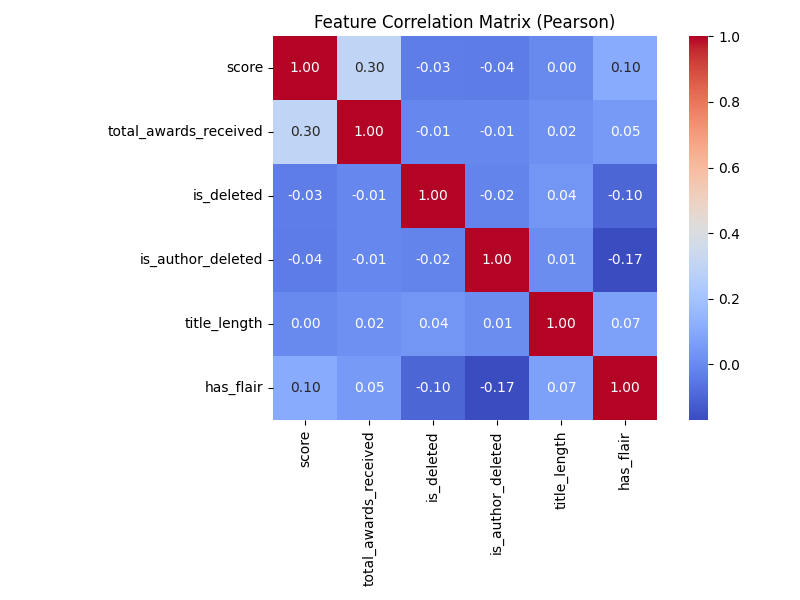 Feature Correlation Matrix (Pearson)
score 1.00 0.30 -0.03 -0.04 0.00 0.10
total_awards_received 0.30 1.00 -0.01 -0.01 0.02 0.05
is_deleted -0.03 -0.01 1.00 -0.02 0.04 -0.10
is_author_deleted -0.04 -0.01 -0.02 1.00 0.01 -0.17
title_length 0.00 0.02 0.04 0.01 1.00 0.07
has_flair 0.10 0.05 -0.10 -0.17 0.07 1.00
score
total_awards_received
is_deleted
is_author_deleted
title_length
has_flair
1.0
0.8
0.6
0.4
0.2
0.0